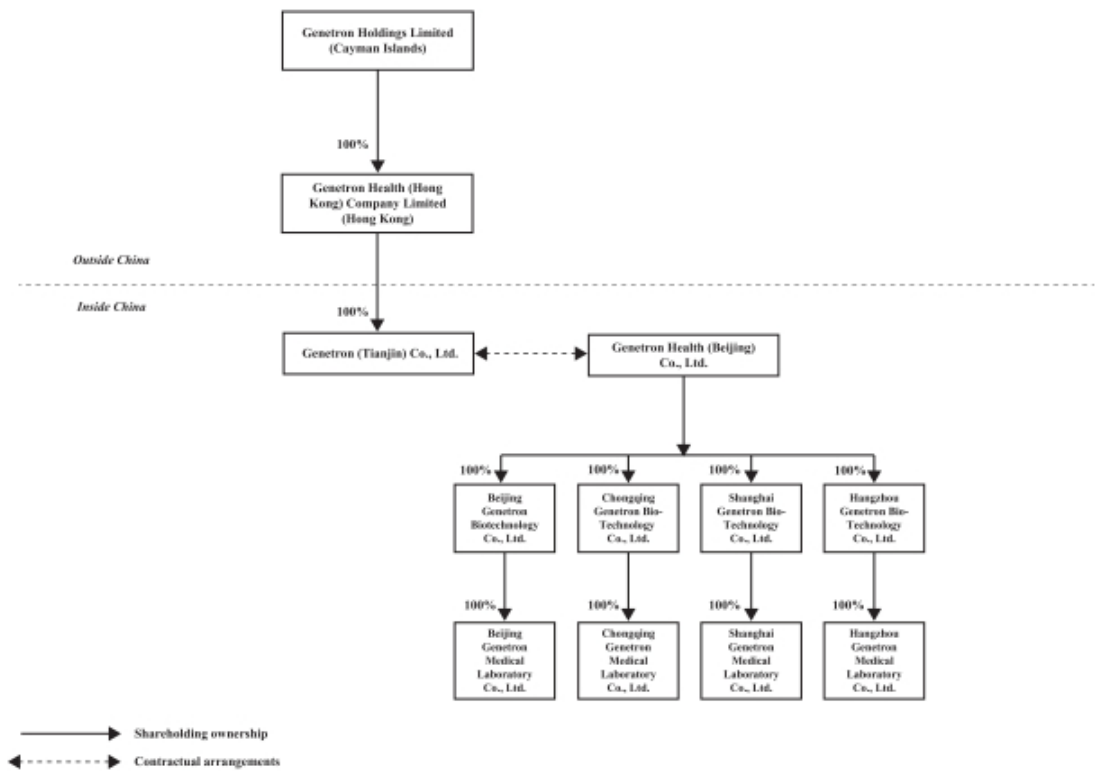 Genetron Holdings Limited
(Cayman Islands)
100%
Genetron Health (Hong
Kong) Company Limited
(Hong Kong)
Outside China
Inside China
100%
Genetron (Tianjin) Co., Ltd.
Genetron Health (Beijing)
Co., Ltd.
100%
100%
100%
100%
Beijing
Genetron
Biotechnology
Co., Ltd.
Chongqing
Genetron Bio-
Technology
Co., Ltd.
Shanghai
Genetron Bio-
Technology
Co., Ltd.
Hangzhou
Genetron Bio-
Technology
Co., Ltd.
100%
100%
100%
100%
Beijing
Genetron
Medical
Laboratory
Co., Ltd.
Chongqing
Genetron
Medical
Laboratory
Co., Ltd.
Shanghai
Genetron
Medical
Laboratory
Co., Ltd.
Hangzhou
Genetron
Medical
Laboratory
Co., Ltd.
Shareholding ownership
Contractual arrangements